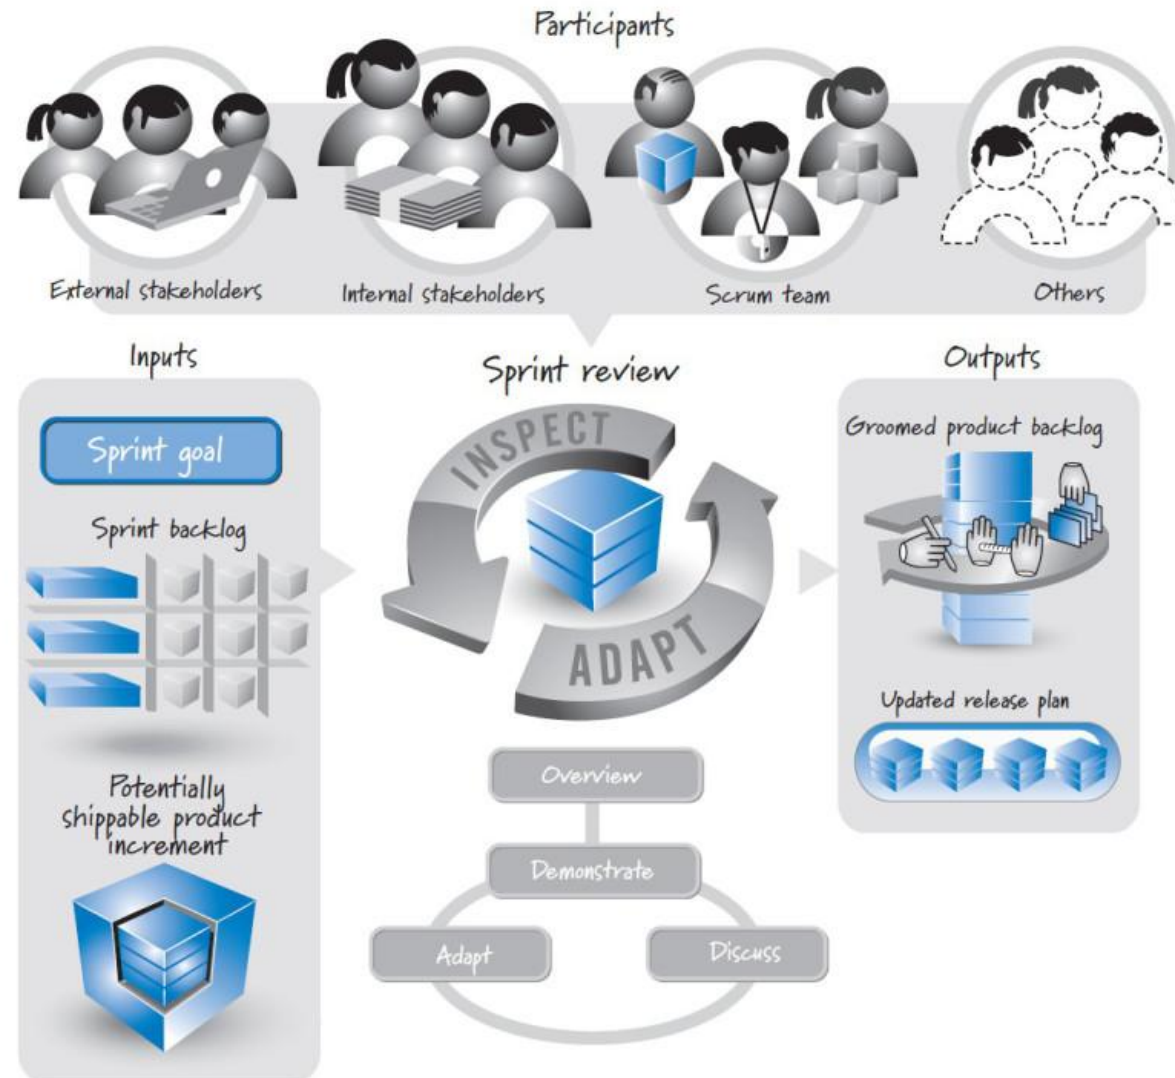 Participants
External stakeholders
Internal stakeholders
Scrum team
Others
Inputs
Sprint goal
Sprint backlog
Potentially
shippable product
increment
Sprint review
INSPECT
ADAPT
Overview
Demonstrate
Adapt
Discuss
Outputs
Groomed product backlog
Updated release plan